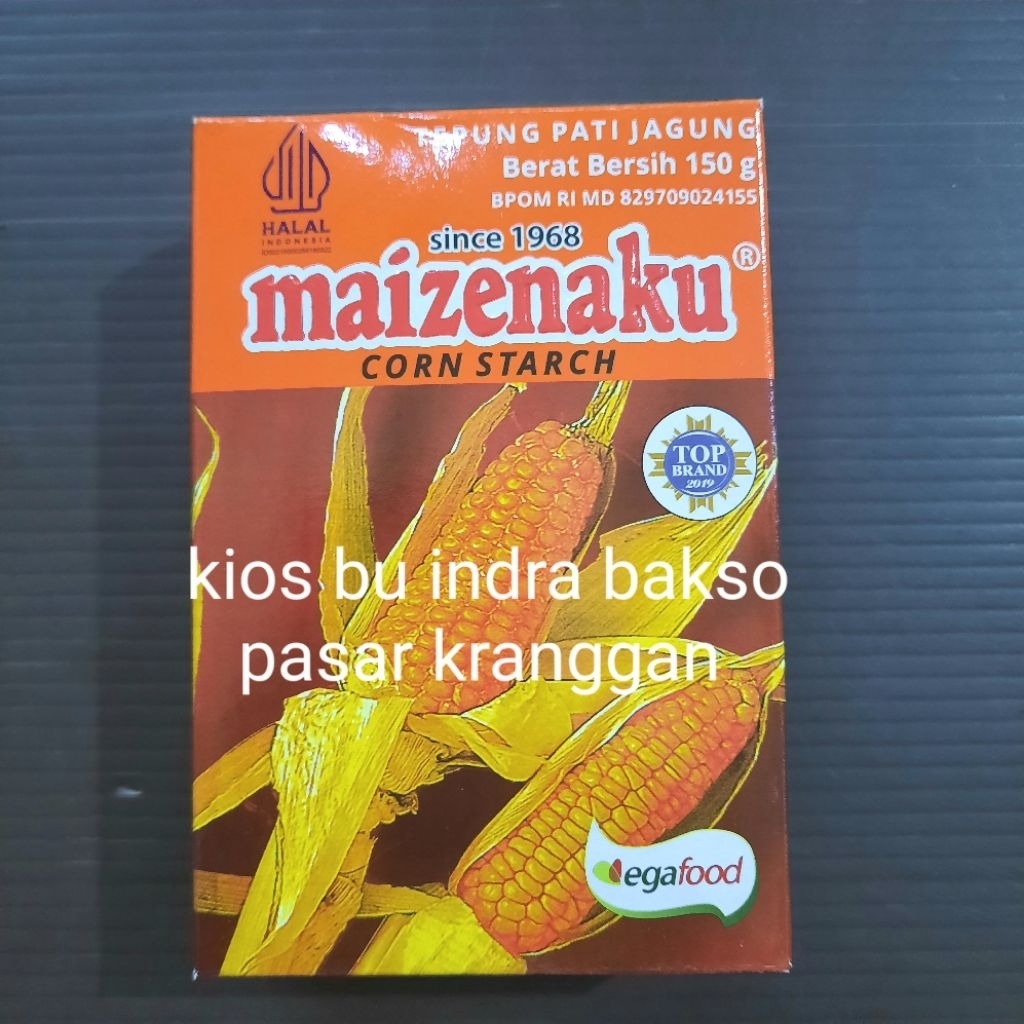 TEPUNG PATI JAGUNG
Berat Bersih 150 g
BPOM RI MD 829709024155
HALAL
INDONESIA
since 1968
maizenaku®
CORN STARCH
TOP
BRAND
2019
kios bu indra bakso
pasar kranggan
egafood